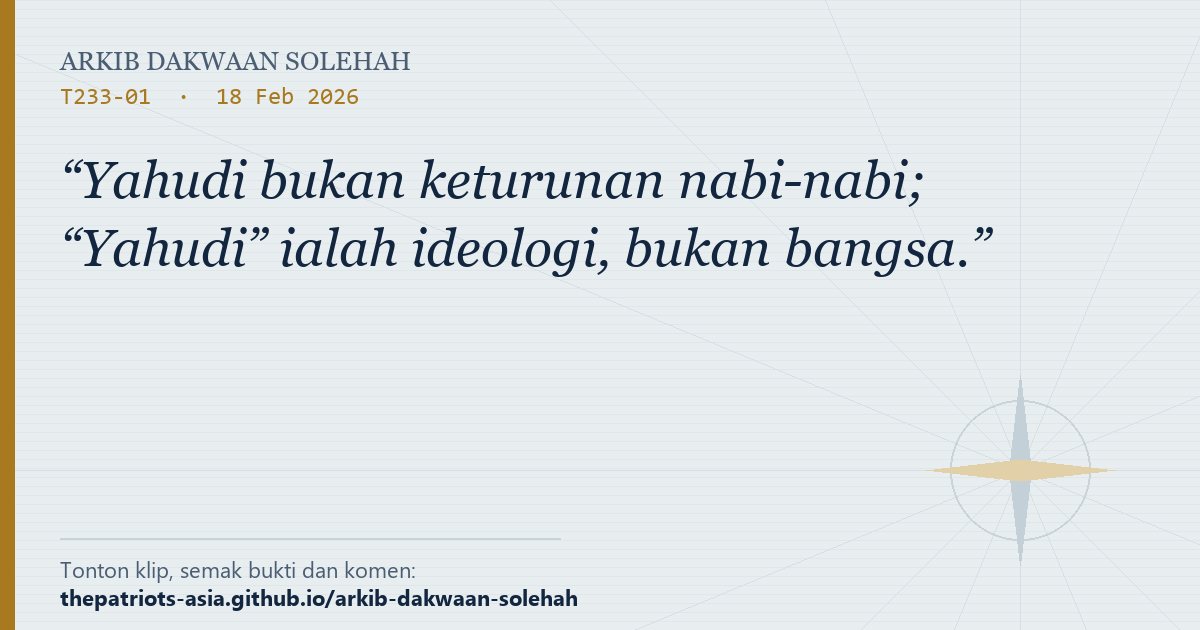 ARKIB DAKWAAN SOLEHAH
T233-01 · 18 Feb 2026
“Yahudi bukan keturunan nabi-nabi;
“Yahudi” ialah ideologi, bukan bangsa.”
Tonton klip, semak bukti dan komen:
thepatriots-asia.github.io/arkib-dakwaan-solehah